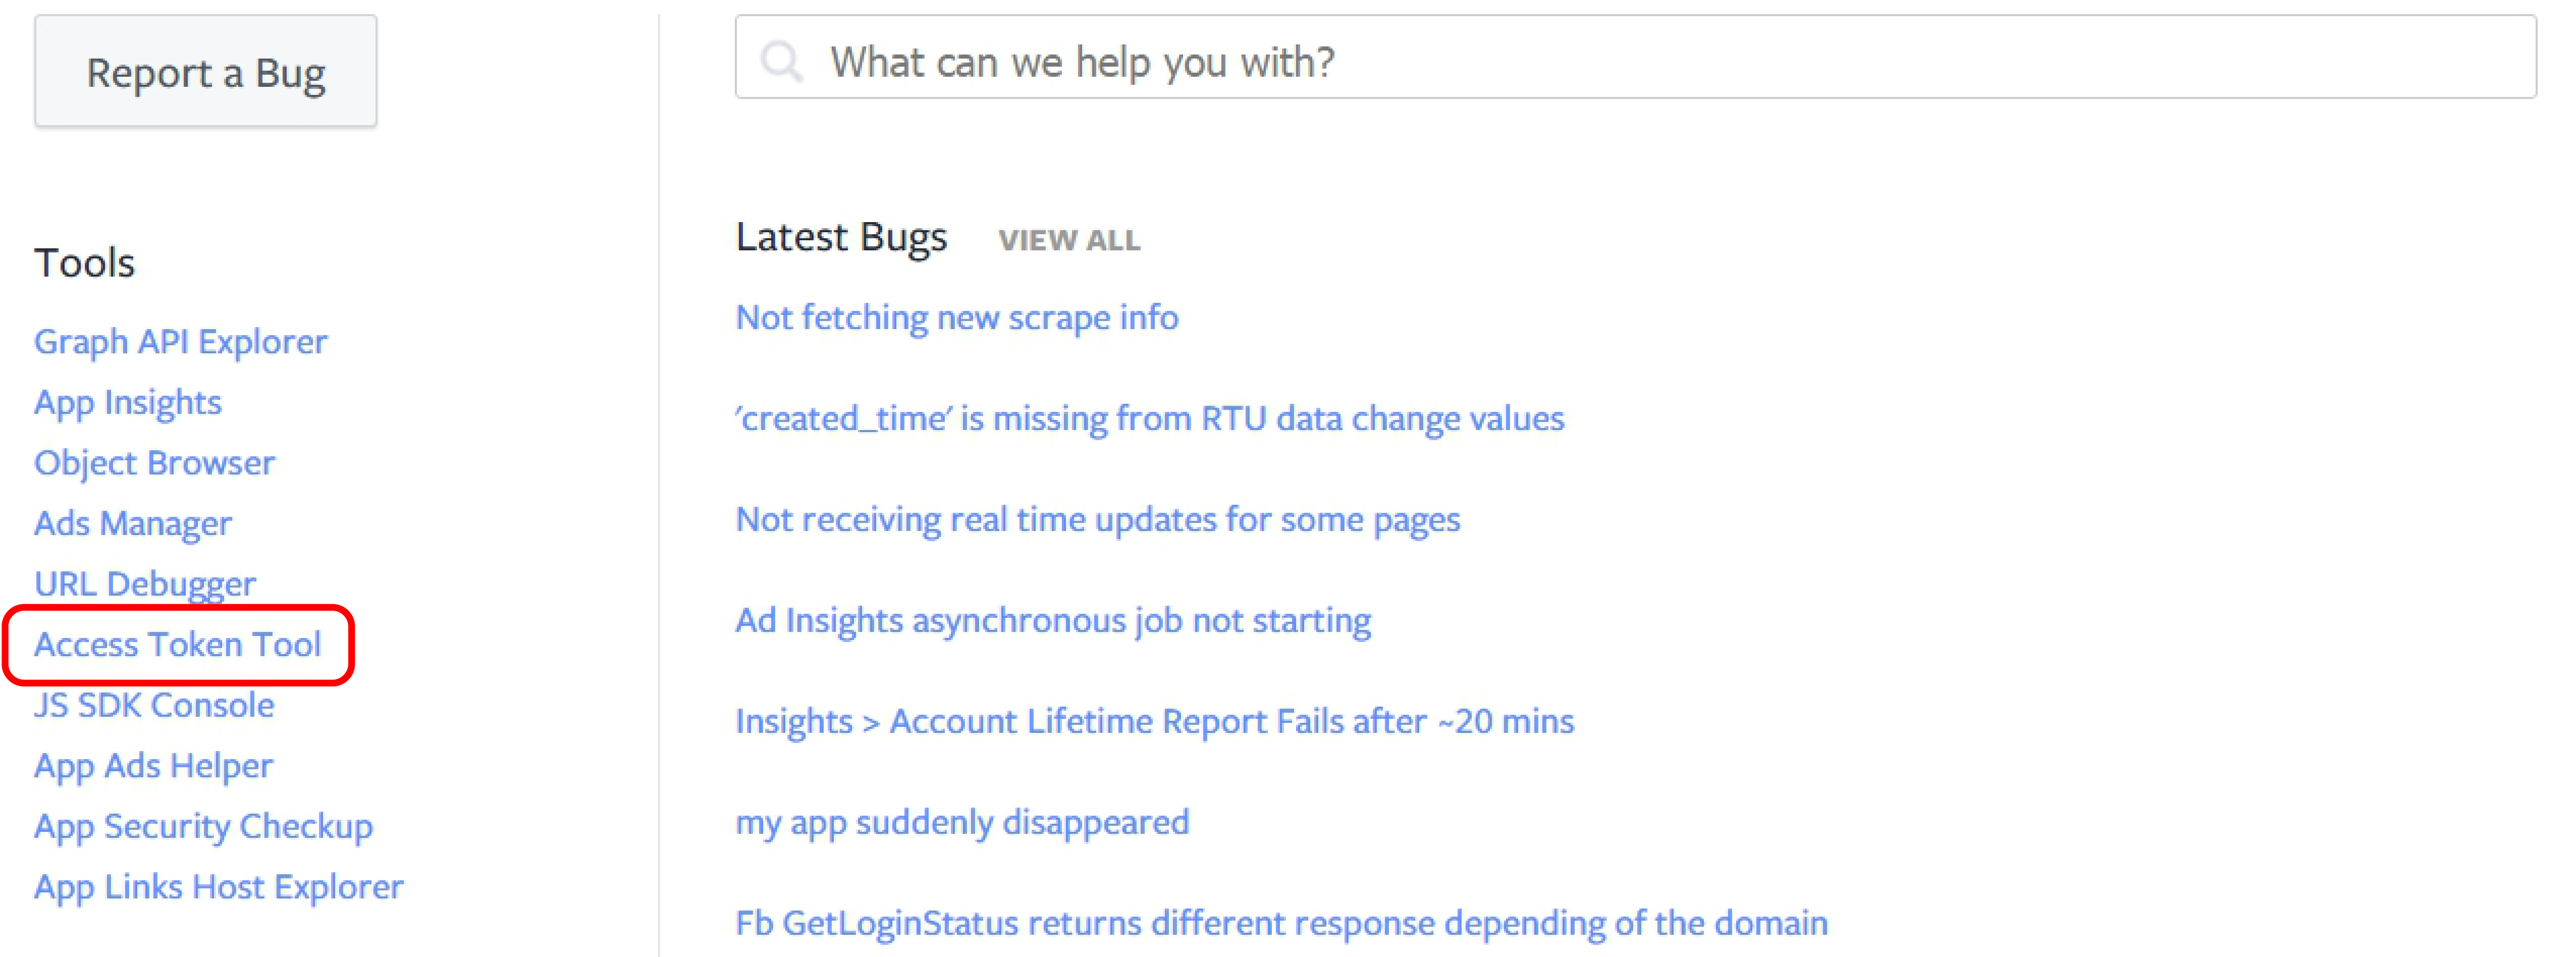 Report a Bug
Tools
Graph API Explorer
App Insights
Object Browser
Ads Manager
URL Debugger
Access Token Tool
JS SDK Console
App Ads Helper
App Security Checkup
App Links Host Explorer
What can we help you with?
Latest Bugs VIEW ALL
Not fetching new scrape info
'created_time' is missing from RTU data change values
Not receiving real time updates for some pages
Ad Insights asynchronous job not starting
Insights > Account Lifetime Report Fails after ~20 mins
my app suddenly disappeared
Fb GetLoginStatus returns different response depending of the domain